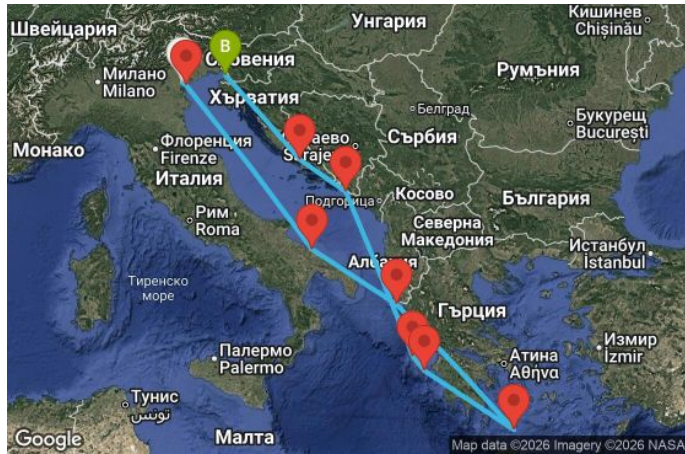 Швейцария
Унгария
Кишинев
Chișinău
B
Словения
Милано
Milano
Румъния
Хърватия
Белград
Букурещ
București
Монако
Флоренция
Firenze
Сараево
Sarajevo
Сърбия
Италия
Подгорица
Косово
България
Рим
Roma
Северна
Македония
Албания
Истанбул
İstanbul
Тиренско
море
Гърция
Палермо
Palermo
Атина
Αθήνα
Измир
İzmir
Тунис
تونس
Малта
Google
Map data ©2026 Imagery ©2026 NASA